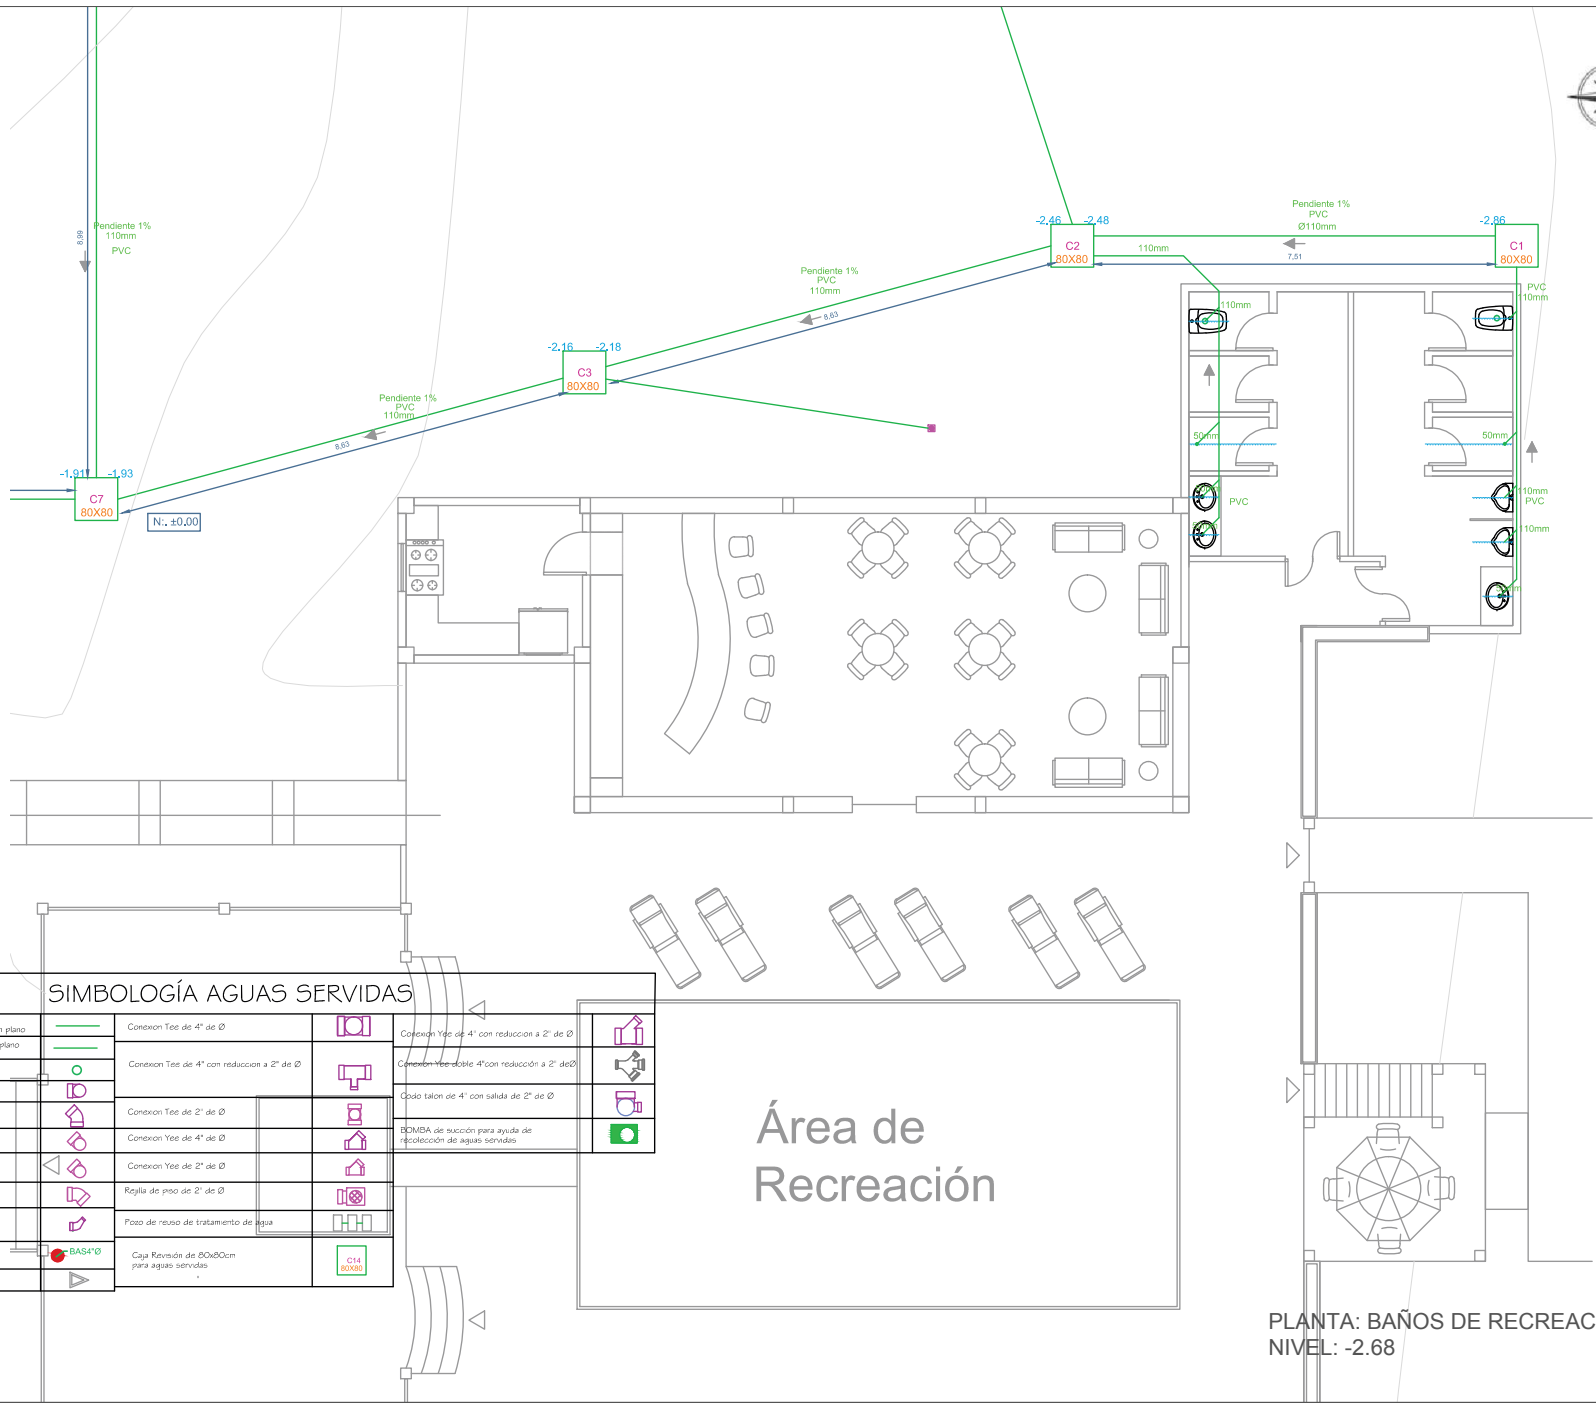 Pendiente 1%
110mm
PVC
8,99
-1.91
-1.93
C7
80X80
N:. ±0.00
Pendiente 1%
PVC
110mm
8,63
-2.16
-2.18
C3
80X80
Pendiente 1%
PVC
110mm
8,63
-2.46
-2.48
C2
80X80
110mm
Pendiente 1%
PVC
Ø110mm
7,51
-2.86
C1
80X80
PVC
110mm
110mm
50mm
50mm
PVC
110mm
PVC
110mm
SIMBOLOGÍA AGUAS SERVIDAS
n plano
plano
Conexion Tee de 4" de Ø
Conexion Tee de 4" con reduccion a 2" de Ø
Conexion Tee de 2" de Ø
Conexion Yee de 4" de Ø
Conexion Yee de 2" de Ø
Rejilla de piso de 2" de Ø
Pozo de reuso de tratamiento de agua
BAS4"Ø
Caja Revisión de 80x80cm
para aguas servidas
C14
80X80
Conexion Yee de 4" con reduccion a 2" de Ø
Conexion Yee doble 4"con reducción a 2" deØ
Codo talon de 4" con salida de 2" de Ø
BOMBA de succión para ayuda de
recolección de aguas servidas
Área de
Recreación
PLANTA: BAÑOS DE RECREAC
NIVEL: -2.68